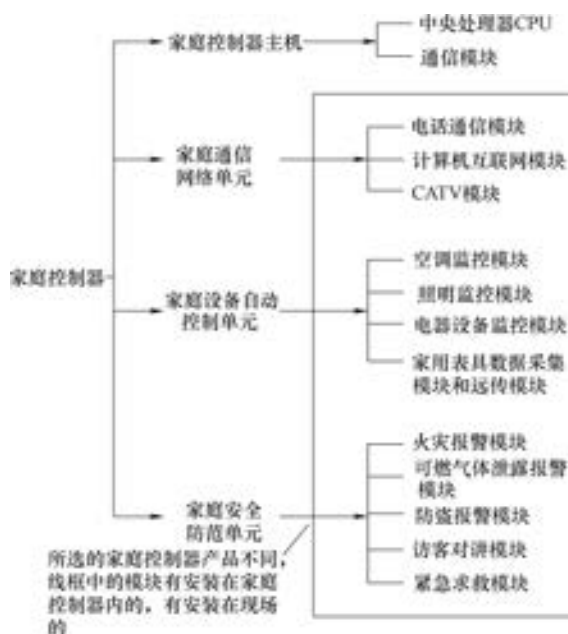 家庭控制器
家庭控制器主机
中央处理器CPU
通信模块
家庭通信
网络单元
电话通信模块
计算机互联网模块
CATV模块
家庭设备自动
控制单元
空调监控模块
照明监控模块
电器设备监控模块
家用表具数据采集
模块和远传模块
家庭安全
防范单元
火灾报警模块
可燃气体泄露报警
模块
防盗报警模块
访客对讲模块
紧急求救模块
所选的家庭控制器产品不同，
线框中的模块有安装在家庭
控制器内的，有安装在现场
的